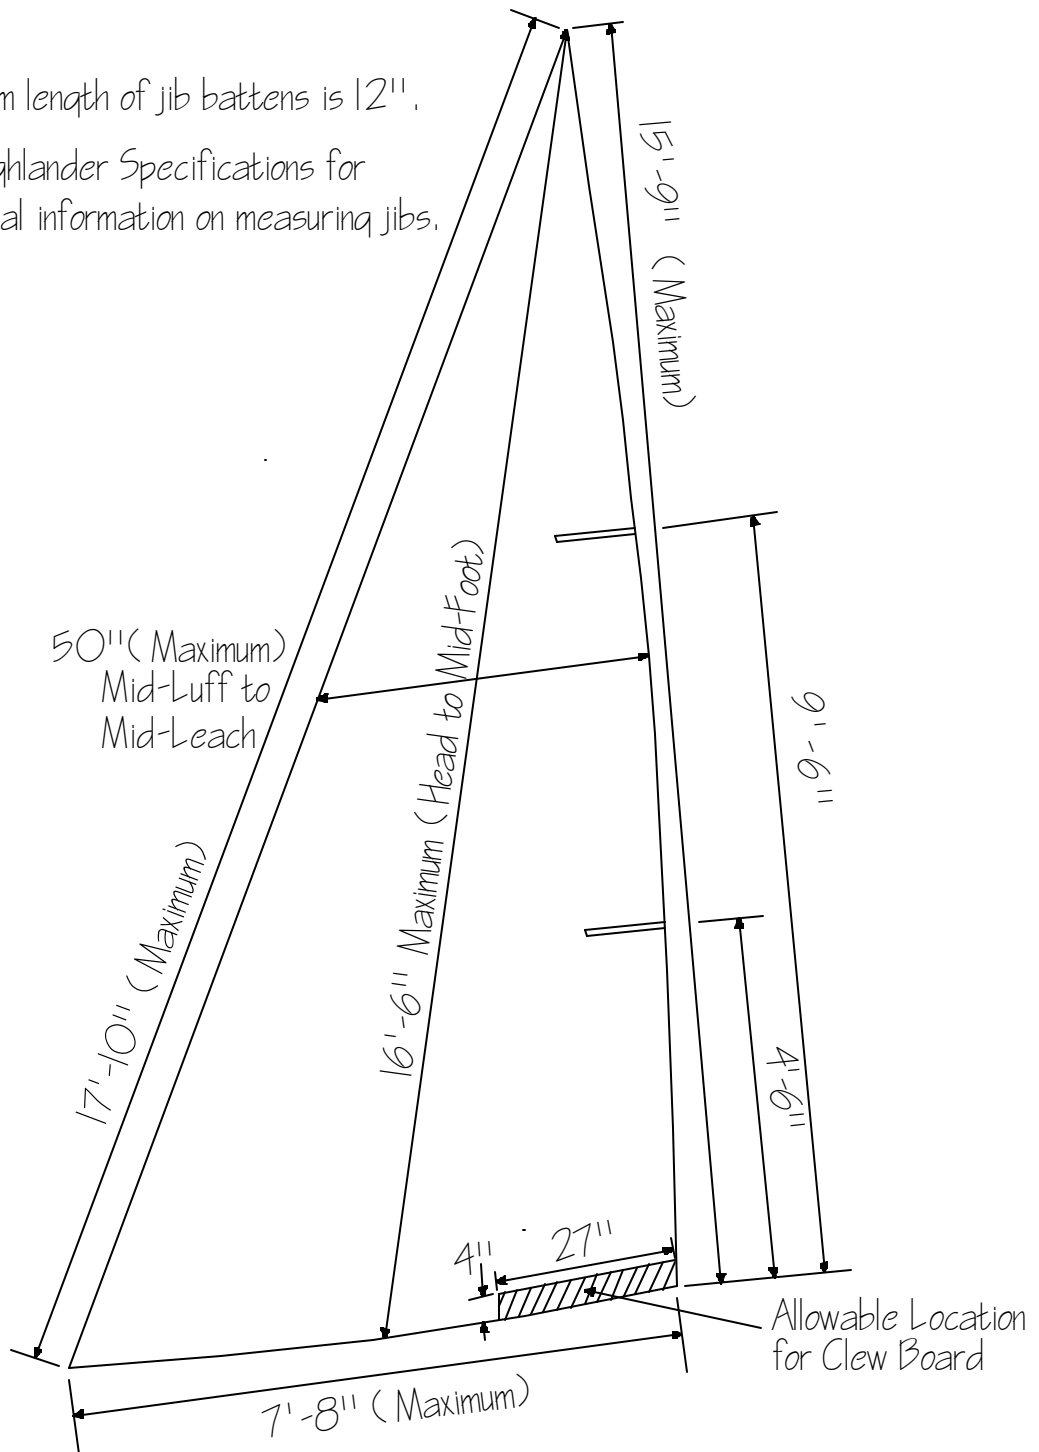 length of jib battens is 12".
Specifications for
information on measuring jibs.
15'-9" (Maximum)
50" (Maximum)
Mid-Luff to
Mid-Leach
16'-6" Maximum (Head to Mid-Foot)
9'-6"
17'-10" (Maximum)
4'-6"
4"
27"
Allowable Location
for Clew Board
7'-8" (Maximum)